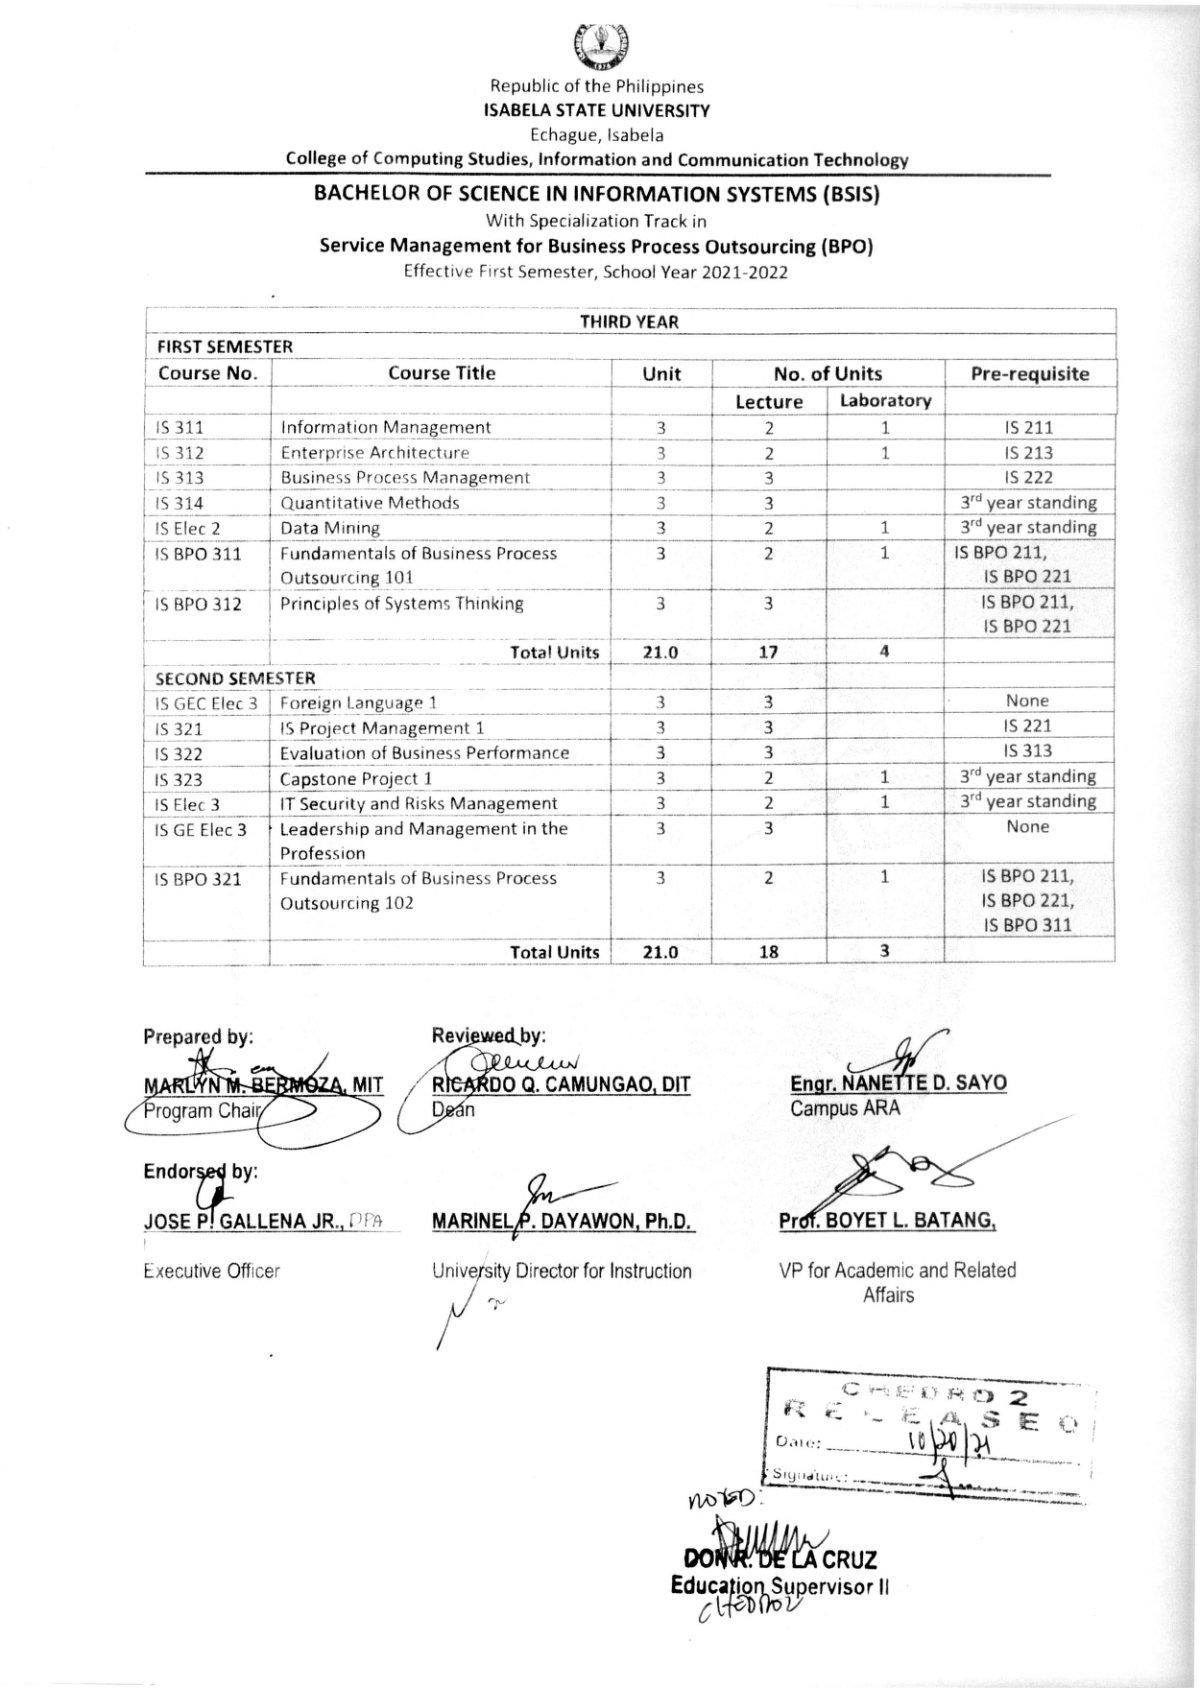 Republic of the Philippines
ISABELA STATE UNIVERSITY
Echague, Isabela
College of Computing Studies, Information and Communication Technology
BACHELOR OF SCIENCE IN INFORMATION SYSTEMS (BSIS)
With Specialization Track in
Service Management for Business Process Outsourcing (BPO)
Effective First Semester, School Year 2021-2022
THIRD YEAR
FIRST SEMESTER
Course No. Course Title Unit No. of Units Pre-requisite
Lecture Laboratory
IS 311 Information Management 3 2 1 IS 211
IS 312 Enterprise Architecture 3 2 1 IS 213
IS 313 Business Process Management 3 3 IS 222
IS 314 Quantitative Methods 3 3 3rd year standing
IS Elec 2 Data Mining 3 2 1 3rd year standing
IS BPO 311 Fundamentals of Business Process 3 2 1 IS BPO 211,
Outsourcing 101 IS BPO 221
IS BPO 312 Principles of Systems Thinking 3 3 IS BPO 211,
IS BPO 221
Total Units 21.0 17 4
SECOND SEMESTER
IS GEC Elec 3 Foreign Language 1 3 3 None
IS 321 IS Project Management 1 3 3 IS 221
IS 322 Evaluation of Business Performance 3 3 IS 313
IS 323 Capstone Project 1 3 2 1 3rd year standing
IS Elec 3 IT Security and Risks Management 3 2 1 3rd year standing
IS GE Elec 3 Leadership and Management in the 3 3 None
Profession
IS BPO 321 Fundamentals of Business Process 3 2 1 IS BPO 211,
Outsourcing 102 IS BPO 221,
IS BPO 311
Total Units 21.0 18 3
Prepared by: Reviewed by:
MARLYN M. BERMOZA, MIT RICARDO Q. CAMUNGAO, DIT Engr. NANETTE D. SAYO
Program Chair Dean Campus ARA
Endorsed by:
JOSE P. GALLENA JR., DPA MARINEL P. DAYAWON, Ph.D. Prof. BOYET L. BATANG,
Executive Officer University Director for Instruction VP for Academic and Related
Affairs
CHEDRO 2
RELEASED
Date: 10/20/21
Signature:
NOTED:
DON R. DE LA CRUZ
Education Supervisor II
CHEDRO2